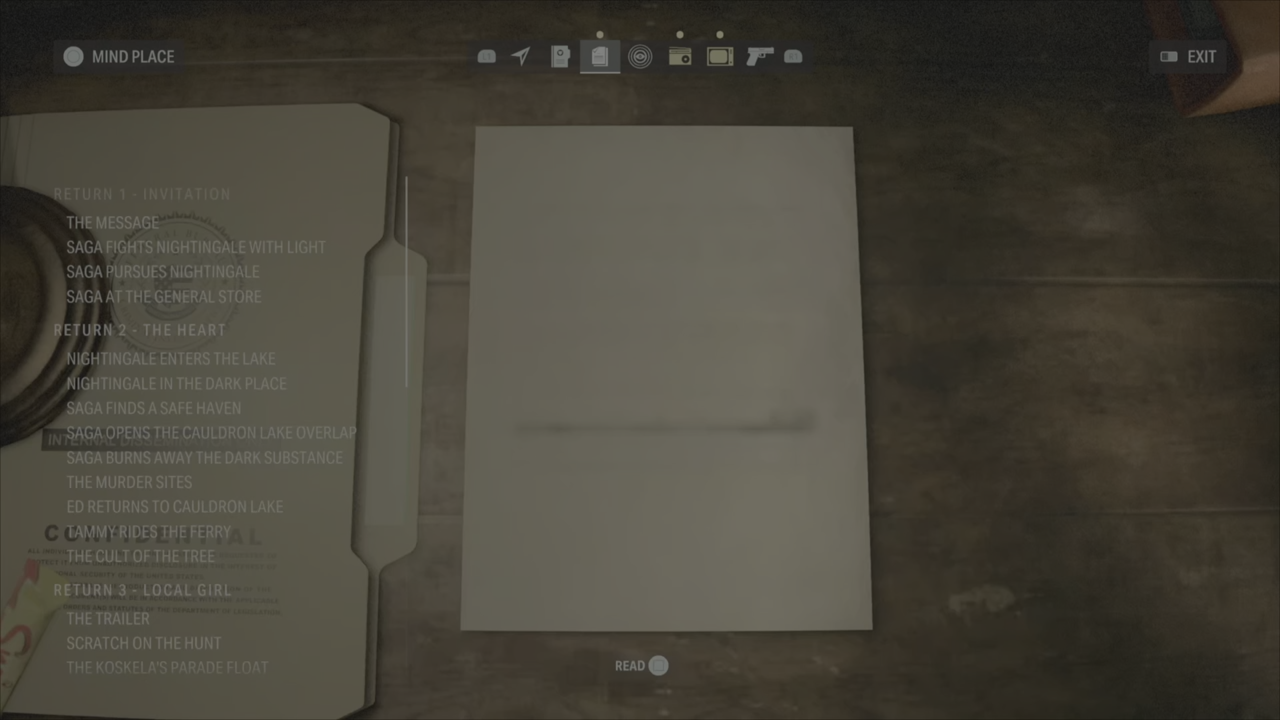 MIND PLACE
EXIT
RETURN 1 - INVITATION
THE MESSAGE
SAGA FIGHTS NIGHTINGALE WITH LIGHT
SAGA PURSUES NIGHTINGALE
SAGA AT THE GENERAL STORE
RETURN 2 - THE HEART
NIGHTINGALE ENTERS THE LAKE
NIGHTINGALE IN THE DARK PLACE
SAGA FINDS A SAFE HAVEN
SAGA OPENS THE CAULDRON LAKE OVERLAP
INTERNAL
SAGA BURNS AWAY THE DARK SUBSTANCE
THE MURDER SITES
ED RETURNS TO CAULDRON LAKE
TAMMY RIDES THE FERRY
CONFIDENTIAL
THE CULT OF THE TREE
RETURN 3 - LOCAL GIRL
THE TRAILER
SCRATCH ON THE HUNT
THE KOSKELA'S PARADE FLOAT
READ